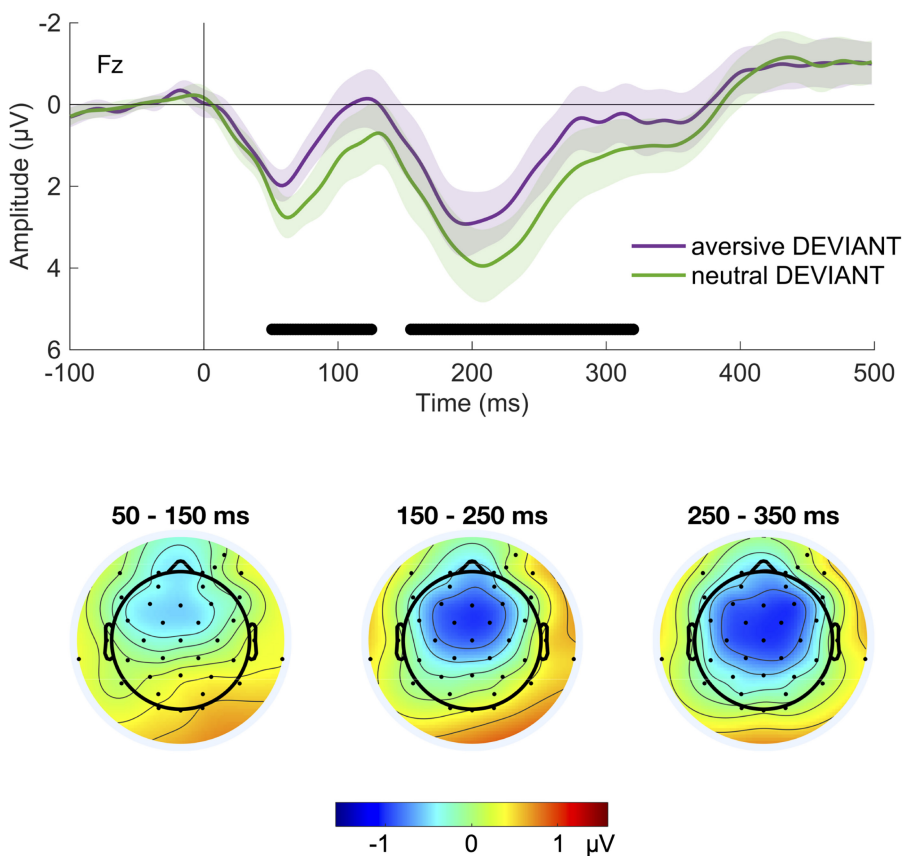 -2
Fz
0
2
4
6
Amplitude (µV)
aversive DEVIANT
neutral DEVIANT
-100 0 100 200 300 400 500
Time (ms)
50 - 150 ms 150 - 250 ms 250 - 350 ms
-1 0 1 µV